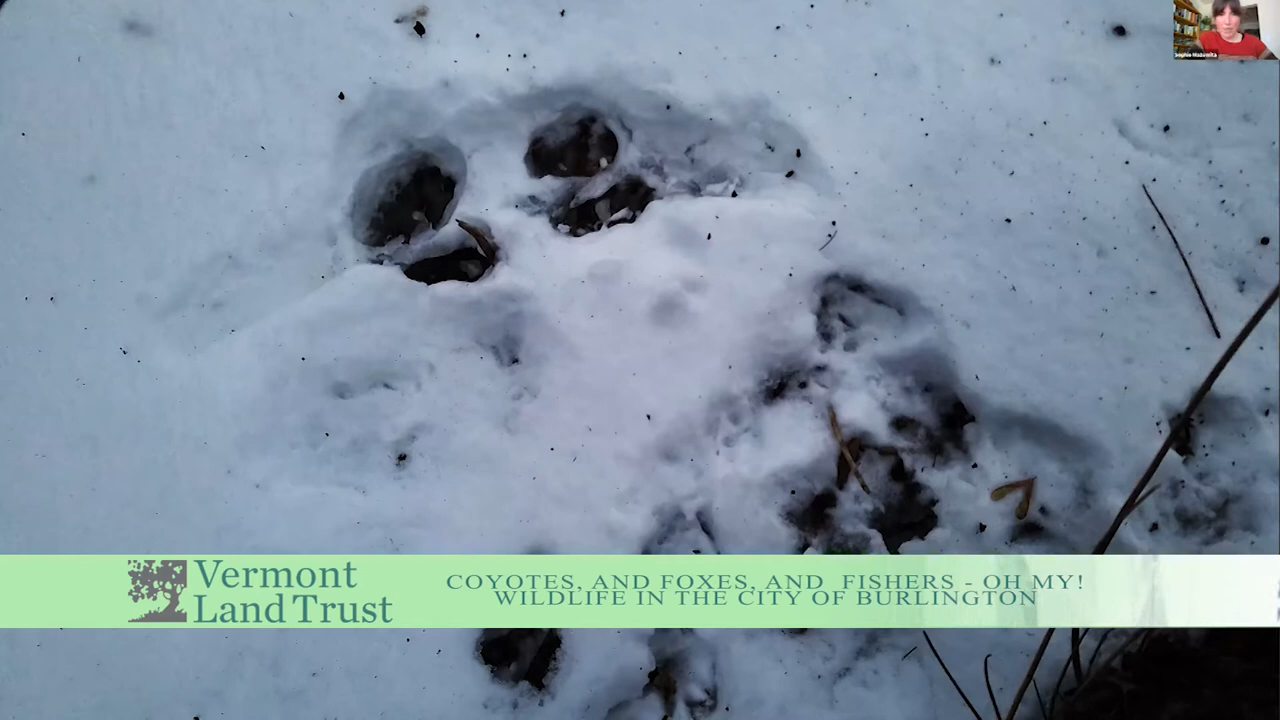 Vermont
Land Trust
COYOTES, AND FOXES, AND FISHERS - OH MY!
WILDLIFE IN THE CITY OF BURLINGTON